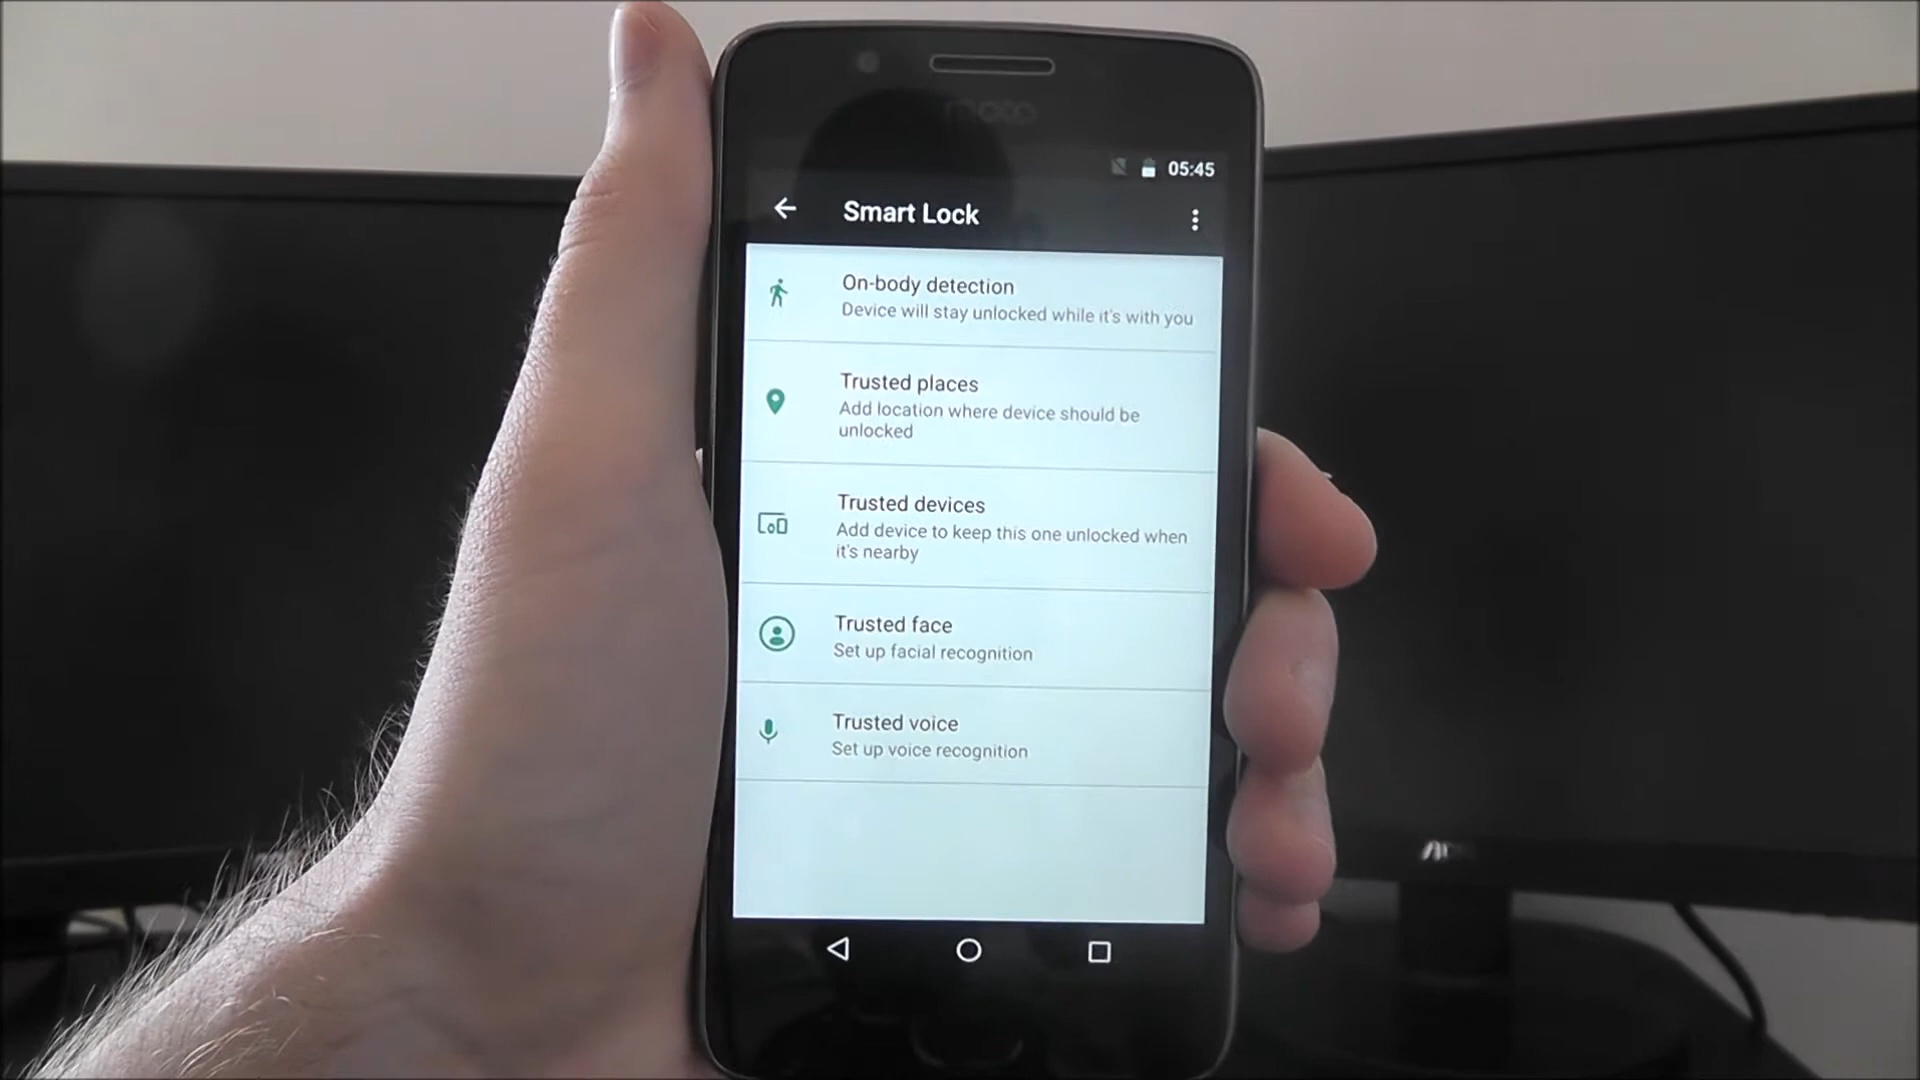 moto
05:45
Smart Lock
On-body detection
Device will stay unlocked while it's with you
Trusted places
Add location where device should be
unlocked
Trusted devices
Add device to keep this one unlocked when
it's nearby
Trusted face
Set up facial recognition
Trusted voice
Set up voice recognition